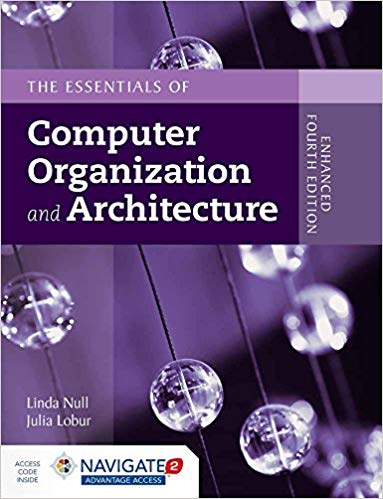 THE ESSENTIALS OF
Computer
Organization
and Architecture
ENHANCED
FOURTH EDITION
Linda Null
Julia Lobur
ACCESS
CODE
INSIDE
NAVIGATE 2
ADVANTAGE ACCESS